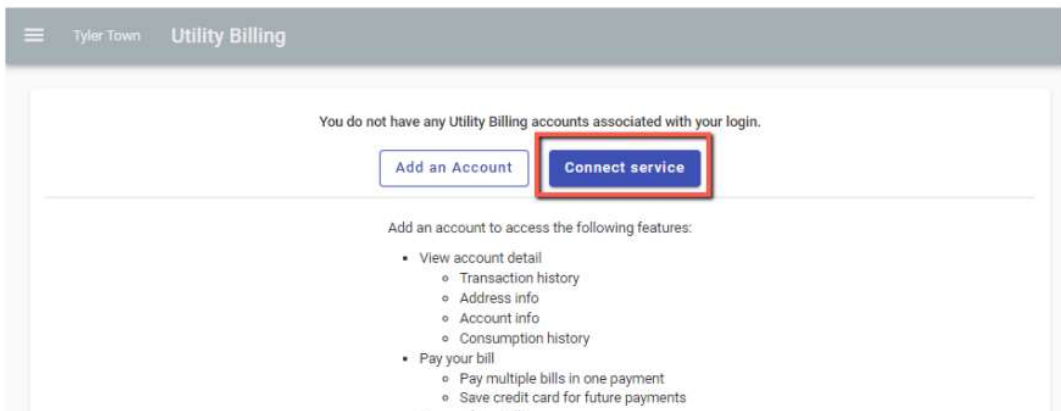 Tyler Town Utility Billing
You do not have any Utility Billing accounts associated with your login.
Add an Account Connect service
Add an account to access the following features:
• View account detail
∘ Transaction history
∘ Address info
∘ Account info
∘ Consumption history
• Pay your bill
∘ Pay multiple bills in one payment
∘ Save credit card for future payments